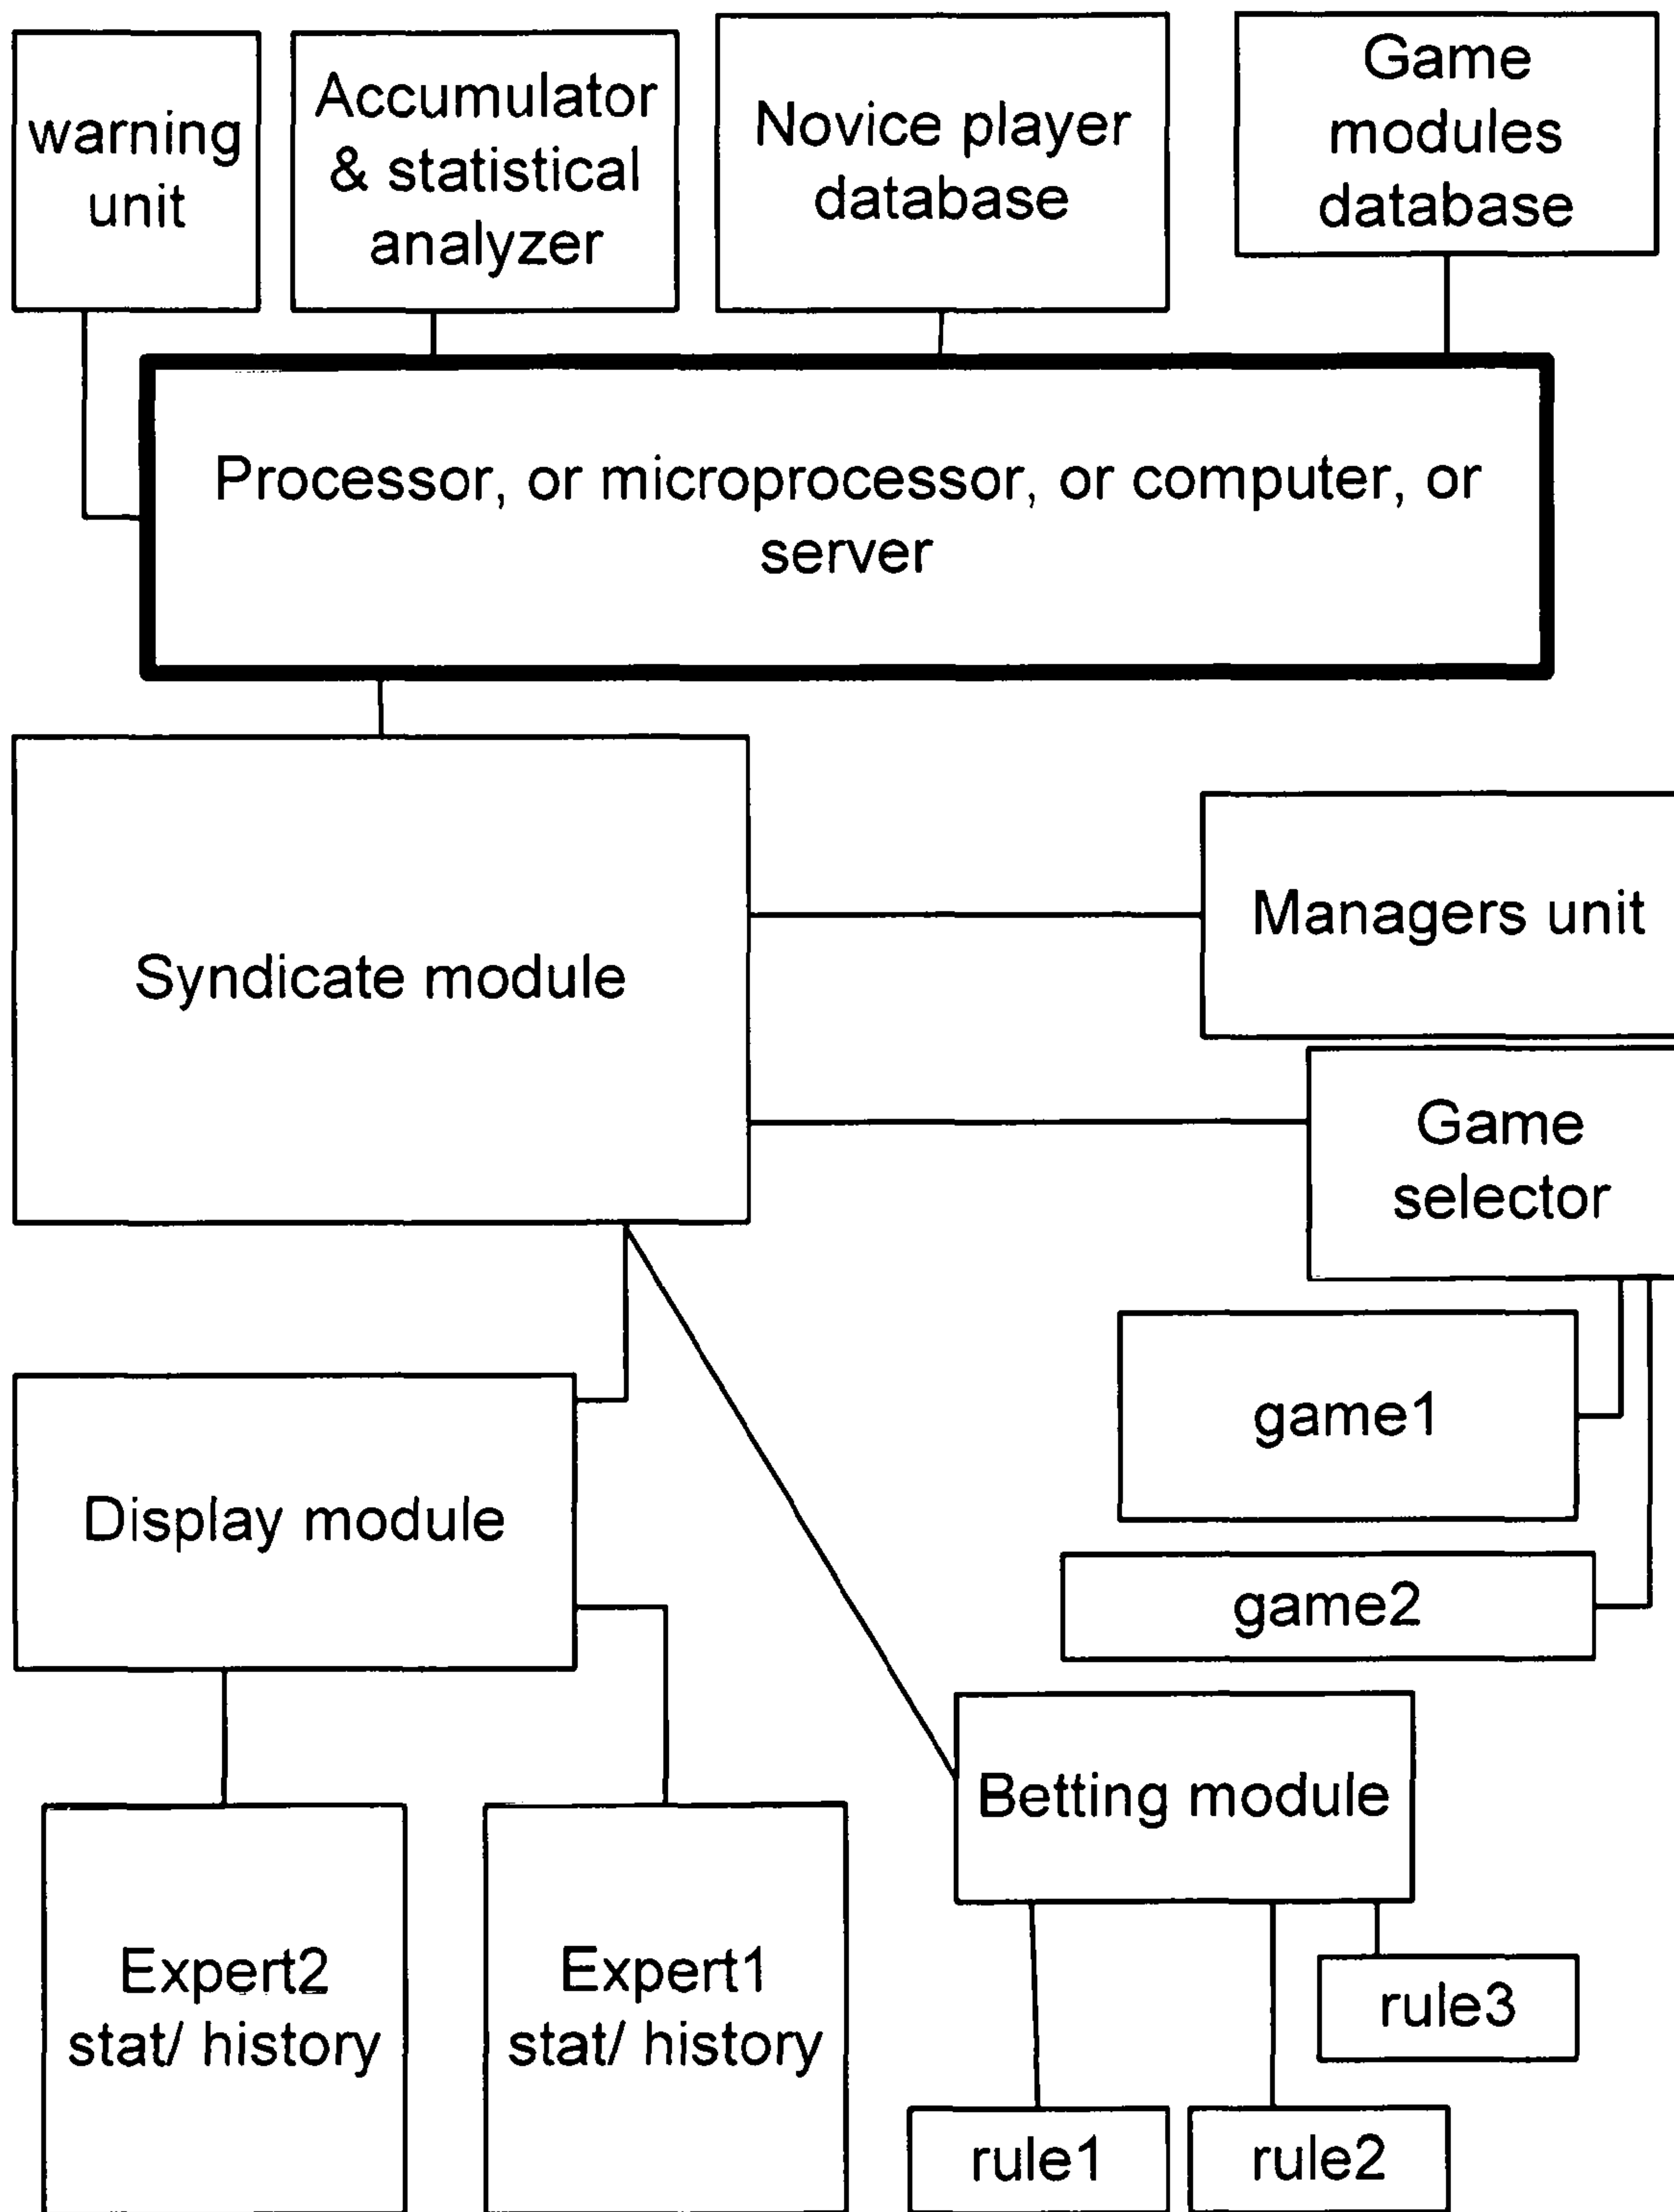 warning
unit
Accumulator
& statistical
analyzer
Novice player
database
Game
modules
database
Processor, or microprocessor, or computer, or
server
Syndicate module
Managers unit
Game
selector
game1
Display module
game2
Betting module
Expert2
stat/ history
Expert1
stat/ history
rule3
rule1
rule2